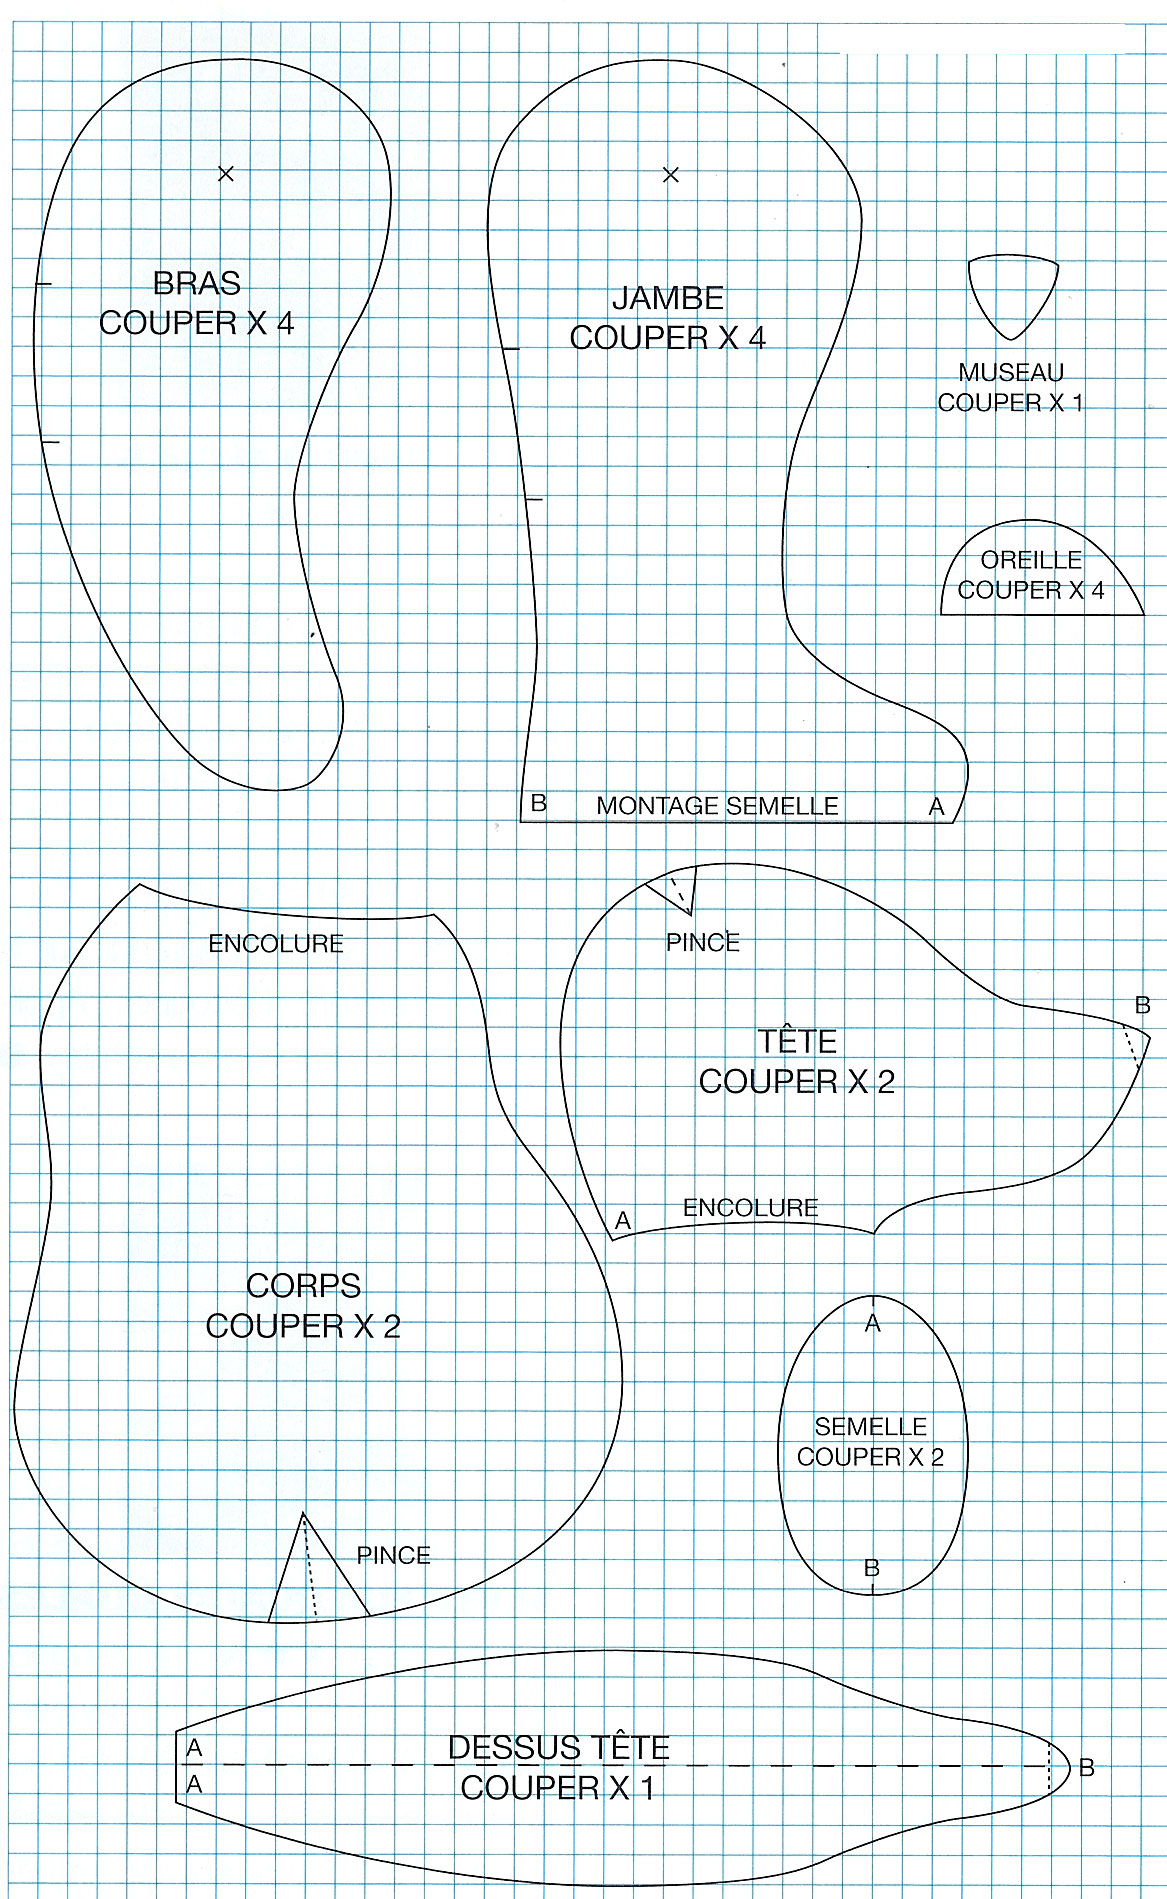 BRAS
COUPER X 4
JAMBE
COUPER X 4
MUSEAU
COUPER X 1
OREILLE
COUPER X 4
B
MONTAGE SEMELLE
A
ENCOLURE
PINCE
B
TÊTE
COUPER X 2
ENCOLURE
A
CORPS
COUPER X 2
A
SEMELLE
COUPER X 2
B
PINCE
A
A
DESSUS TÊTE
COUPER X 1
B